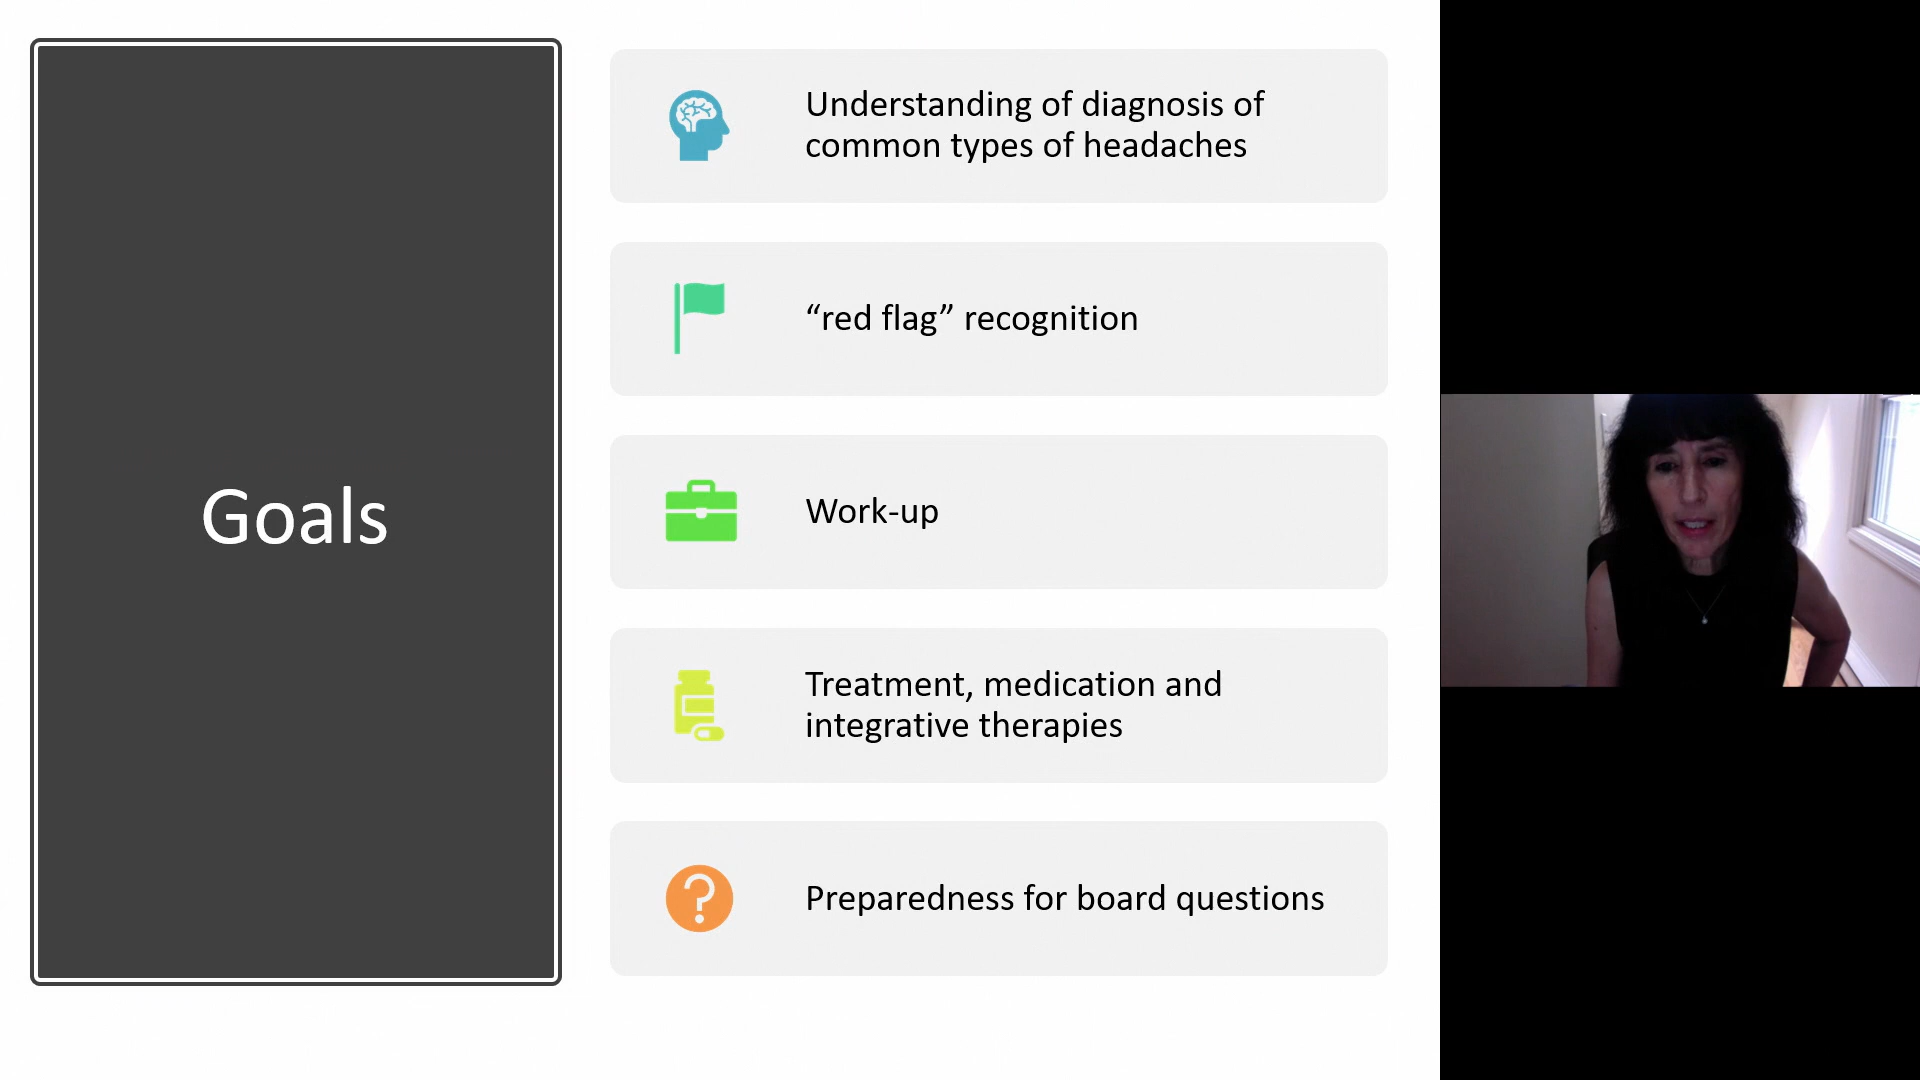 Goals
Understanding of diagnosis of
common types of headaches
“red flag” recognition
Work-up
Treatment, medication and
integrative therapies
Preparedness for board questions